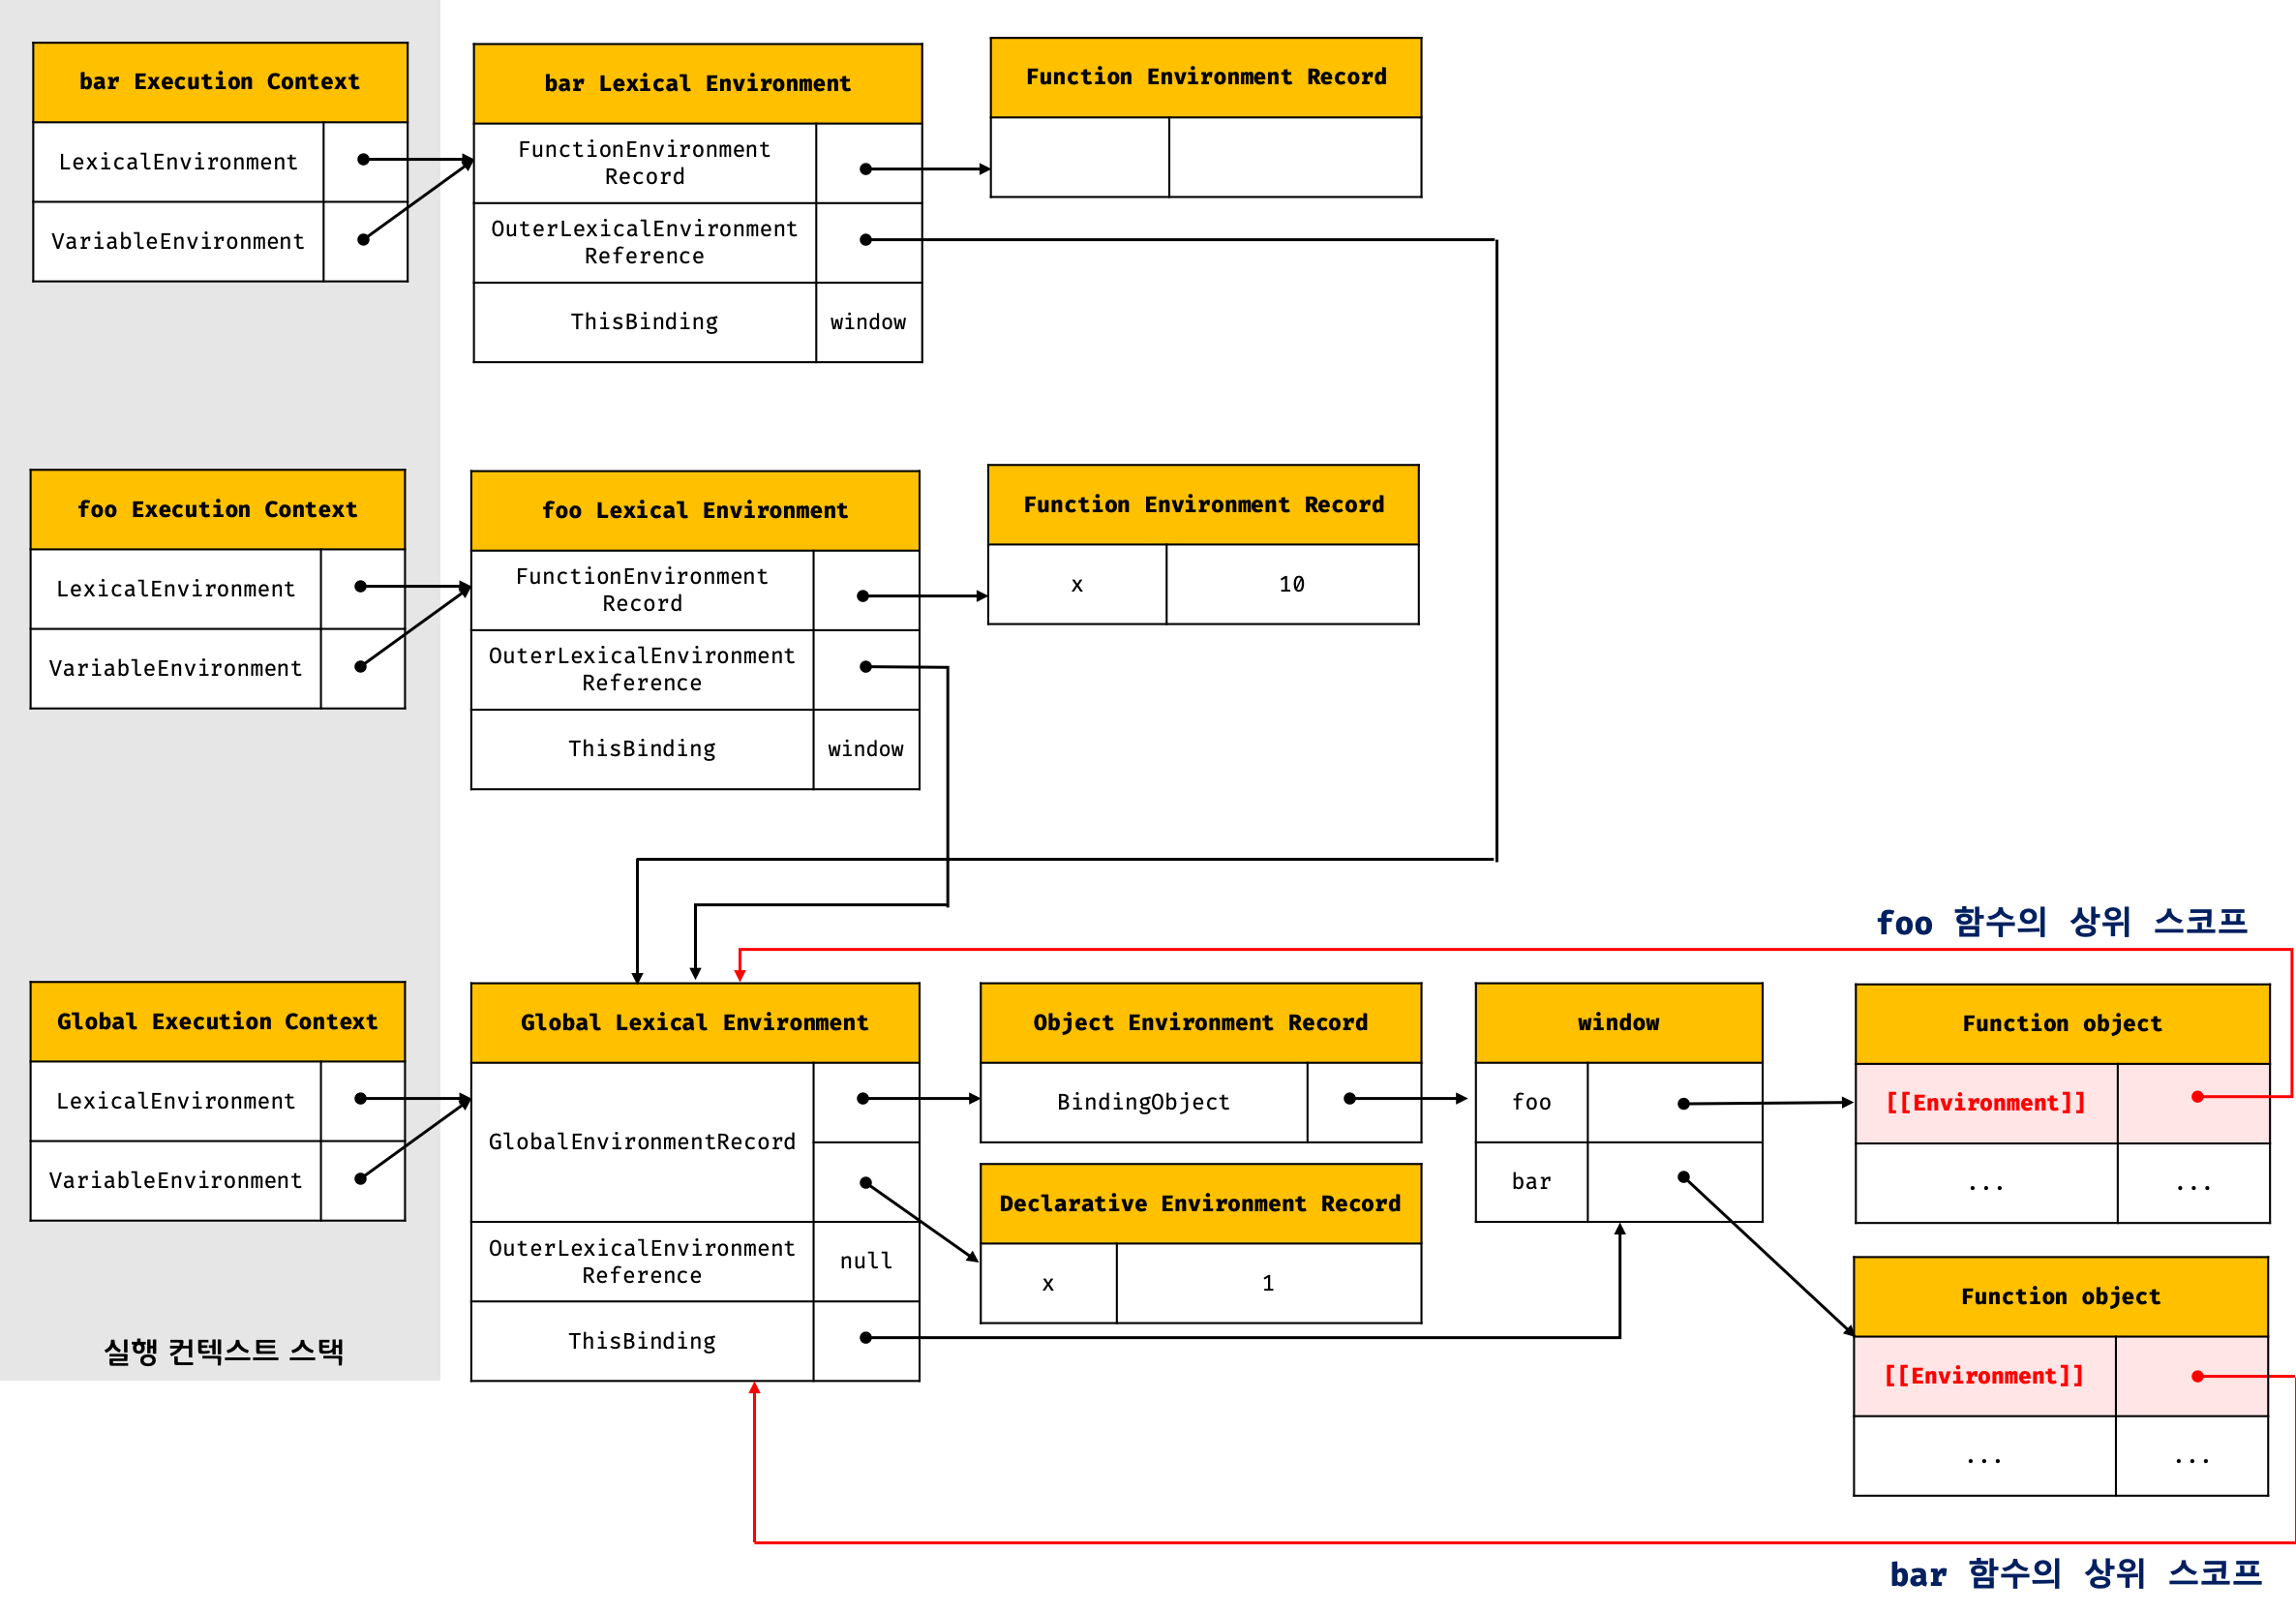 bar Execution Context
LexicalEnvironment
VariableEnvironment
bar Lexical Environment
FunctionEnvironment
Record
OuterLexicalEnvironment
Reference
ThisBinding
window
Function Environment Record
foo Execution Context
LexicalEnvironment
VariableEnvironment
foo Lexical Environment
FunctionEnvironment
Record
OuterLexicalEnvironment
Reference
ThisBinding
window
Function Environment Record
x
10
foo 함수의 상위 스코프
Global Execution Context
LexicalEnvironment
VariableEnvironment
실행 컨텍스트 스택
Global Lexical Environment
GlobalEnvironmentRecord
OuterLexicalEnvironment
Reference
null
ThisBinding
Object Environment Record
BindingObject
Declarative Environment Record
x
1
window
foo
bar
Function object
[[Environment]]
...
...
Function object
[[Environment]]
...
...
bar 함수의 상위 스코프